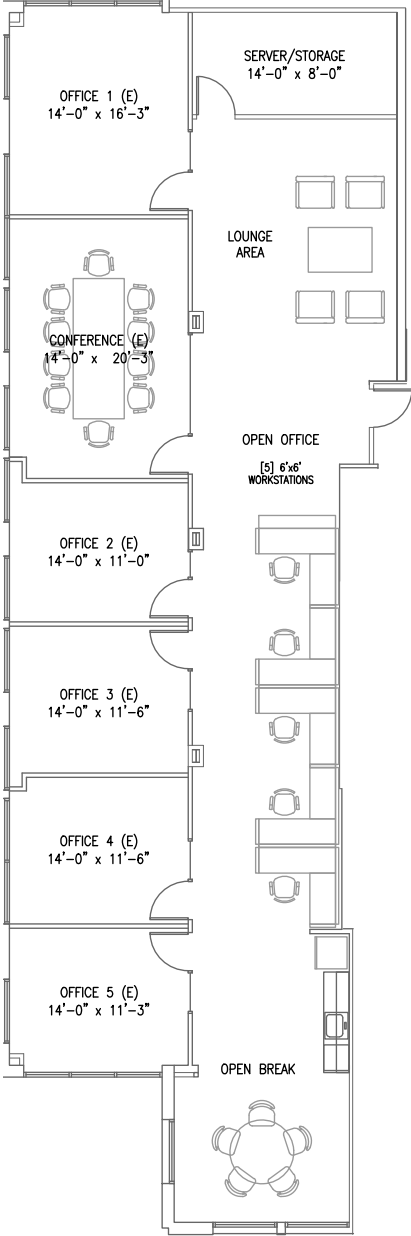 SERVER/STORAGE
14'-0" x 8'-0"
OFFICE 1 (E)
14'-0" x 16'-3"
LOUNGE
AREA
CONFERENCE (E)
14'-0" x 20'-3"
OPEN OFFICE
[5] 6'x6'
WORKSTATIONS
OFFICE 2 (E)
14'-0" x 11'-0"
OFFICE 3 (E)
14'-0" x 11'-6"
OFFICE 4 (E)
14'-0" x 11'-6"
OFFICE 5 (E)
14'-0" x 11'-3"
OPEN BREAK